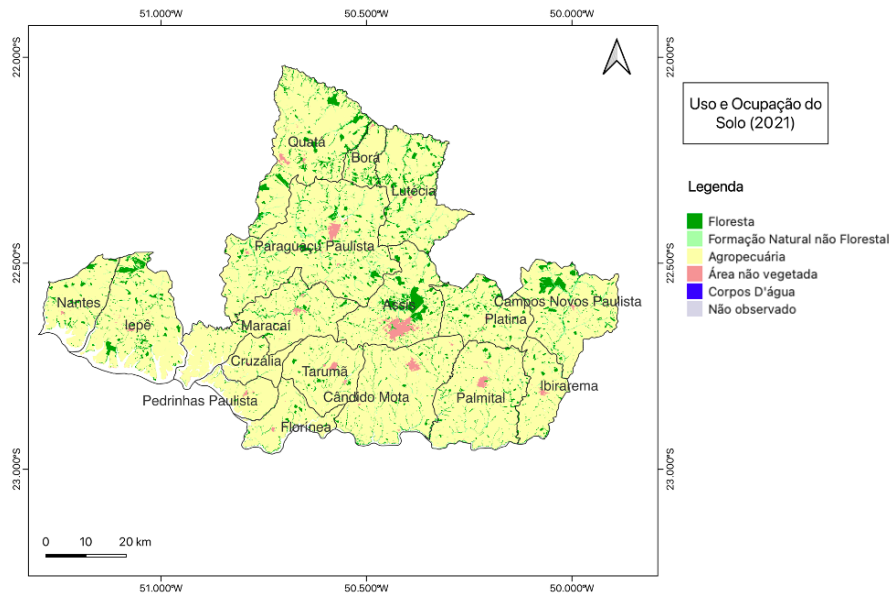 51.000°W
50.500°W
50.000°W
22.000°S
22.000°S
Uso e Ocupação do
Solo (2021)
Quatá
Borá
Lutécia
Legenda
Floresta
Formação Natural não Florestal
Agropecuária
Área não vegetada
Corpos D'água
Não observado
Paraguaçu Paulista
22.500°S
22.500°S
Nantes
Iepê
Assis
Campos Novos Paulista
Platina
Maracaí
Cruzália
Tarumã
Pedrinhas Paulista
Cândido Mota
Palmital
Ibirarema
Florínea
23.000°S
23.000°S
0 10 20 km
51.000°W
50.500°W
50.000°W